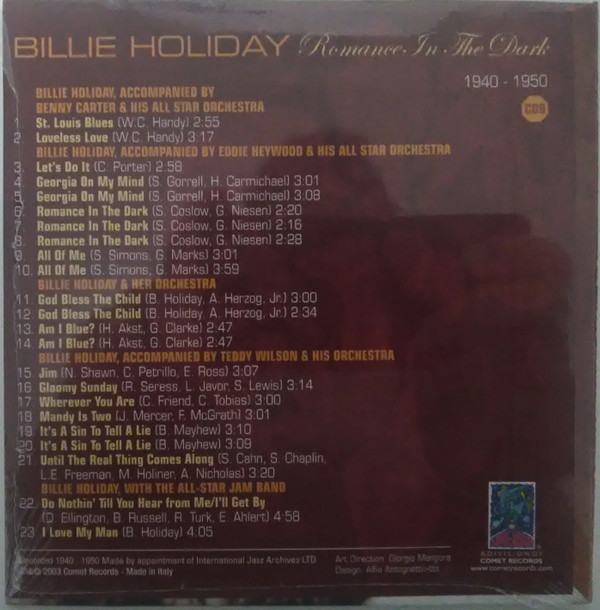 BILLIE HOLIDAY Romance In The Dark
1940 - 1950
CD9
BILLIE HOLIDAY, ACCOMPANIED BY
BENNY CARTER & HIS ALL STAR ORCHESTRA
1. St. Louis Blues (W.C. Handy) 2:55
2. Loveless Love (W.C. Handy) 3:17
BILLIE HOLIDAY, ACCOMPANIED BY EDDIE HEYWOOD & HIS ALL STAR ORCHESTRA
3. Let's Do It (C. Porter) 2:58
4. Georgia On My Mind (S. Gorrell, H. Carmichael) 3:01
5. Georgia On My Mind (S. Gorrell, H. Carmichael) 3:08
6. Romance In The Dark (S. Coslow, G. Niesen) 2:20
7. Romance In The Dark (S. Coslow, G. Niesen) 2:16
8. Romance In The Dark (S. Coslow, G. Niesen) 2:28
9. All Of Me (S. Simons, G. Marks) 3:01
10. All Of Me (S. Simons, G. Marks) 3:59
BILLIE HOLIDAY & HER ORCHESTRA
11. God Bless The Child (B. Holiday, A. Herzog, Jr.) 3:00
12. God Bless The Child (B. Holiday, A. Herzog, Jr.) 2:34
13. Am I Blue? (H. Akst, G. Clarke) 2:47
14. Am I Blue? (H. Akst, G. Clarke) 2:47
BILLIE HOLIDAY, ACCOMPANIED BY TEDDY WILSON & HIS ORCHESTRA
15. Jim (N. Shawn, C. Petrillo, E. Ross) 3:07
16. Gloomy Sunday (R. Seress, L. Javor, S. Lewis) 3:14
17. Wherever You Are (C. Friend, C. Tobias) 3:00
18. Mandy Is Two (J. Mercer, F. McGrath) 3:01
19. It's A Sin To Tell A Lie (B. Mayhew) 3:10
20. It's A Sin To Tell A Lie (B. Mayhew) 3:09
21. Until The Real Thing Comes Along (S. Cahn, S. Chaplin,
L.E. Freeman, M. Holiner, A. Nicholas) 3:20
BILLIE HOLIDAY, WITH THE ALL-STAR JAM BAND
22. Do Nothin' Till You Hear from Me/I'll Get By
(D. Ellington, B. Russell, R. Turk, E. Ahlert) 4:58
23. I Love My Man (B. Holiday) 4:05
Recorded 1940 - 1950 Made by appointment of International Jazz Archives LTD
© 2003 Comet Records - Made in Italy
Art Direction: Giorgio
Design: Alfio
A DIVISION OF
COMET RECORDS
www.cometrecords.com